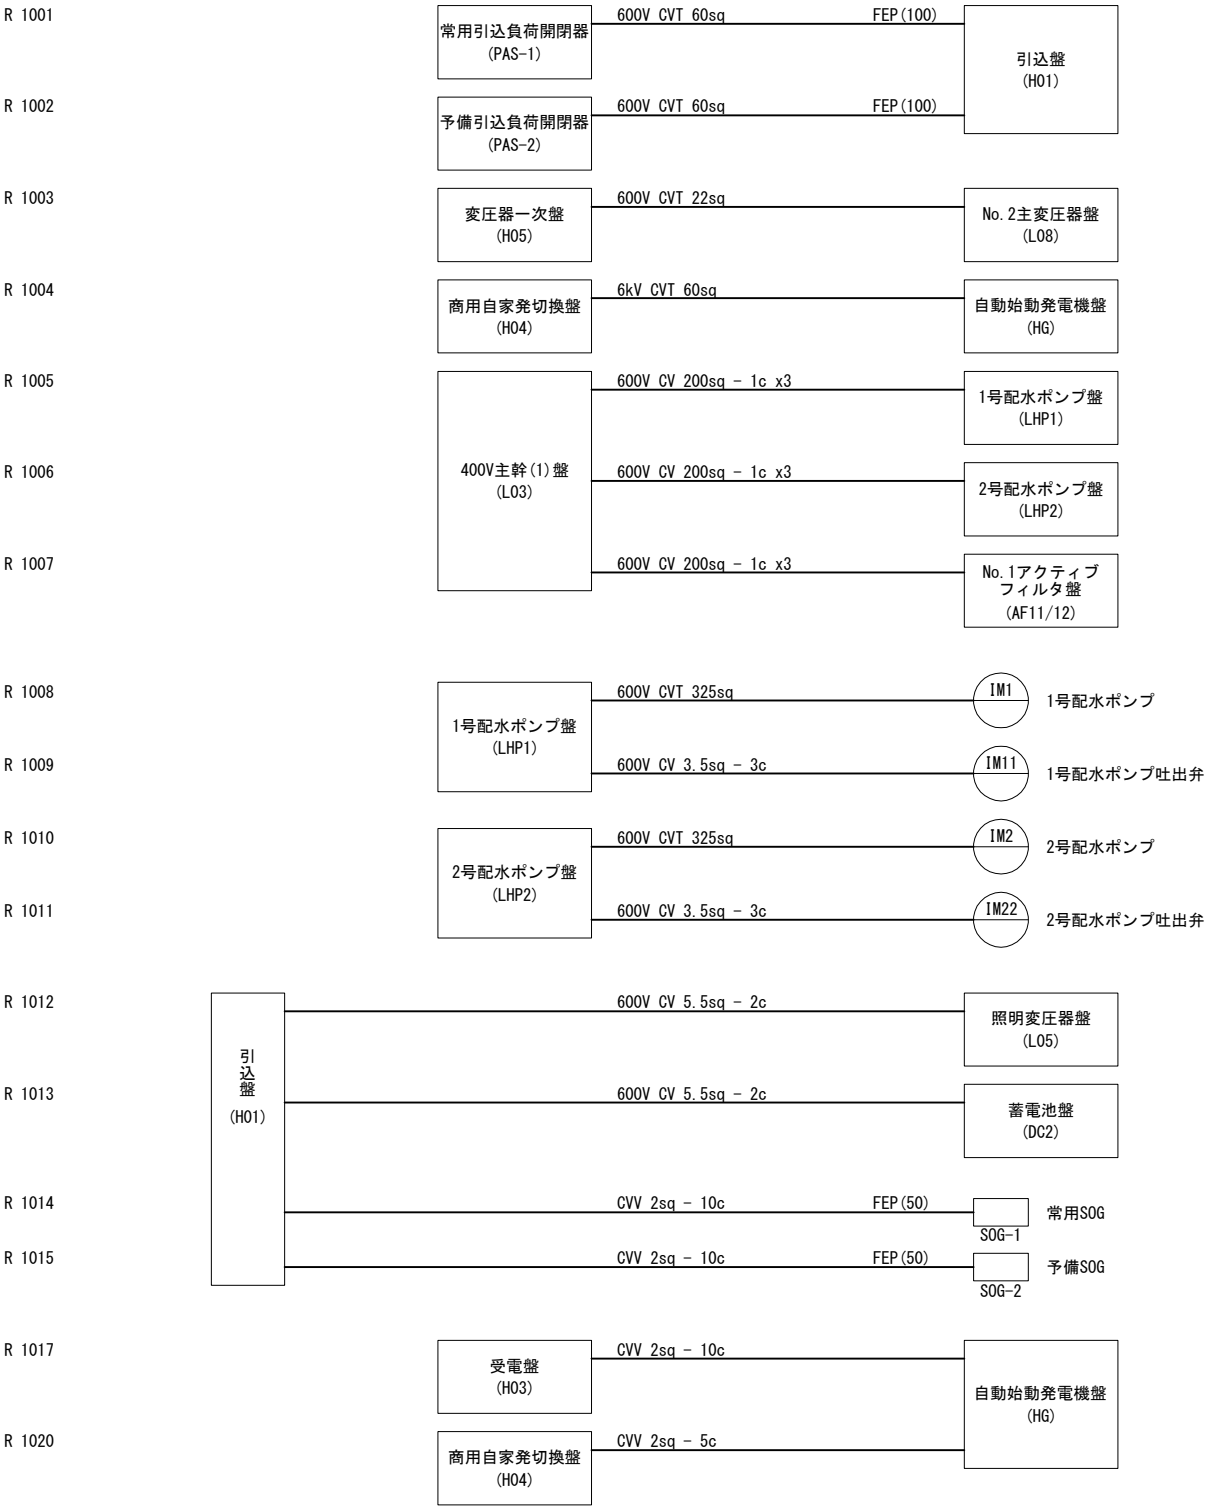 R 1001
常用引込負荷開閉器
(PAS-1)
600V CVT 60sq
FEP(100)
引込盤
(H01)
R 1002
予備引込負荷開閉器
(PAS-2)
600V CVT 60sq
FEP(100)
R 1003
変圧器一次盤
(H05)
600V CVT 22sq
No.2主変圧器盤
(L08)
R 1004
商用自家発切換盤
(H04)
6kV CVT 60sq
自動始動発電機盤
(HG)
R 1005
600V CV 200sq - 1c x3
1号配水ポンプ盤
(LHP1)
R 1006
400V主幹(1)盤
(L03)
600V CV 200sq - 1c x3
2号配水ポンプ盤
(LHP2)
R 1007
600V CV 200sq - 1c x3
No.1アクティブ
フィルタ盤
(AF11/12)
R 1008
1号配水ポンプ盤
(LHP1)
600V CVT 325sq
IM1
1号配水ポンプ
R 1009
600V CV 3.5sq - 3c
IM11
1号配水ポンプ吐出弁
R 1010
2号配水ポンプ盤
(LHP2)
600V CVT 325sq
IM2
2号配水ポンプ
R 1011
600V CV 3.5sq - 3c
IM22
2号配水ポンプ吐出弁
R 1012
引込盤
(H01)
600V CV 5.5sq - 2c
照明変圧器盤
(L05)
R 1013
600V CV 5.5sq - 2c
蓄電池盤
(DC2)
R 1014
CVV 2sq - 10c
FEP(50)
SOG-1
常用SOG
R 1015
CVV 2sq - 10c
FEP(50)
SOG-2
予備SOG
R 1017
受電盤
(H03)
CVV 2sq - 10c
自動始動発電機盤
(HG)
R 1020
商用自家発切換盤
(H04)
CVV 2sq - 5c